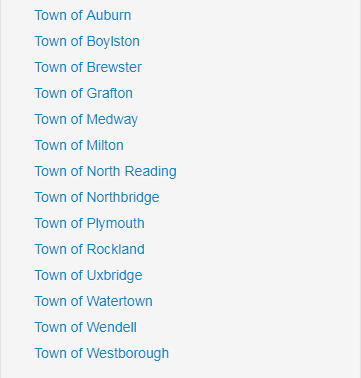 Town of Auburn
Town of Boylston
Town of Brewster
Town of Grafton
Town of Medway
Town of Milton
Town of North Reading
Town of Northbridge
Town of Plymouth
Town of Rockland
Town of Uxbridge
Town of Watertown
Town of Wendell
Town of Westborough